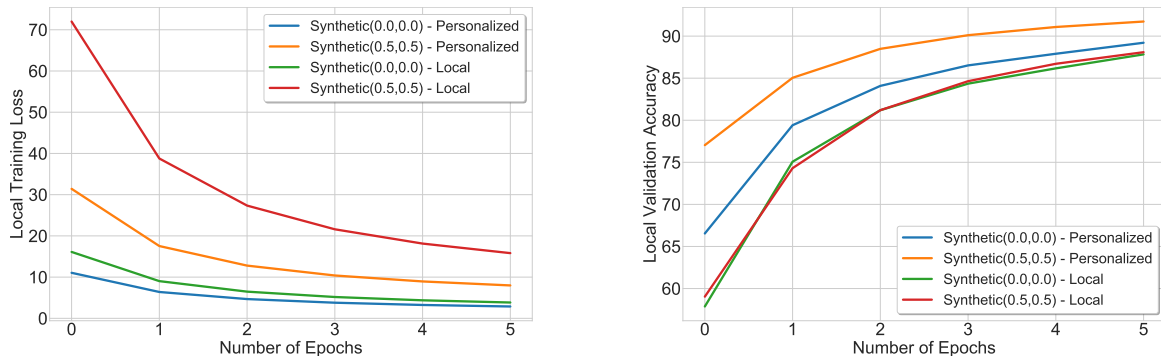 Local Training Loss
70
60
50
40
30
20
10
0
Synthetic(0.0,0.0) - Personalized
Synthetic(0.5,0.5) - Personalized
Synthetic(0.0,0.0) - Local
Synthetic(0.5,0.5) - Local
0 1 2 3 4 5
Number of Epochs
Local Validation Accuracy
90
85
80
75
70
65
60
Synthetic(0.0,0.0) - Personalized
Synthetic(0.5,0.5) - Personalized
Synthetic(0.0,0.0) - Local
Synthetic(0.5,0.5) - Local
0 1 2 3 4 5
Number of Epochs